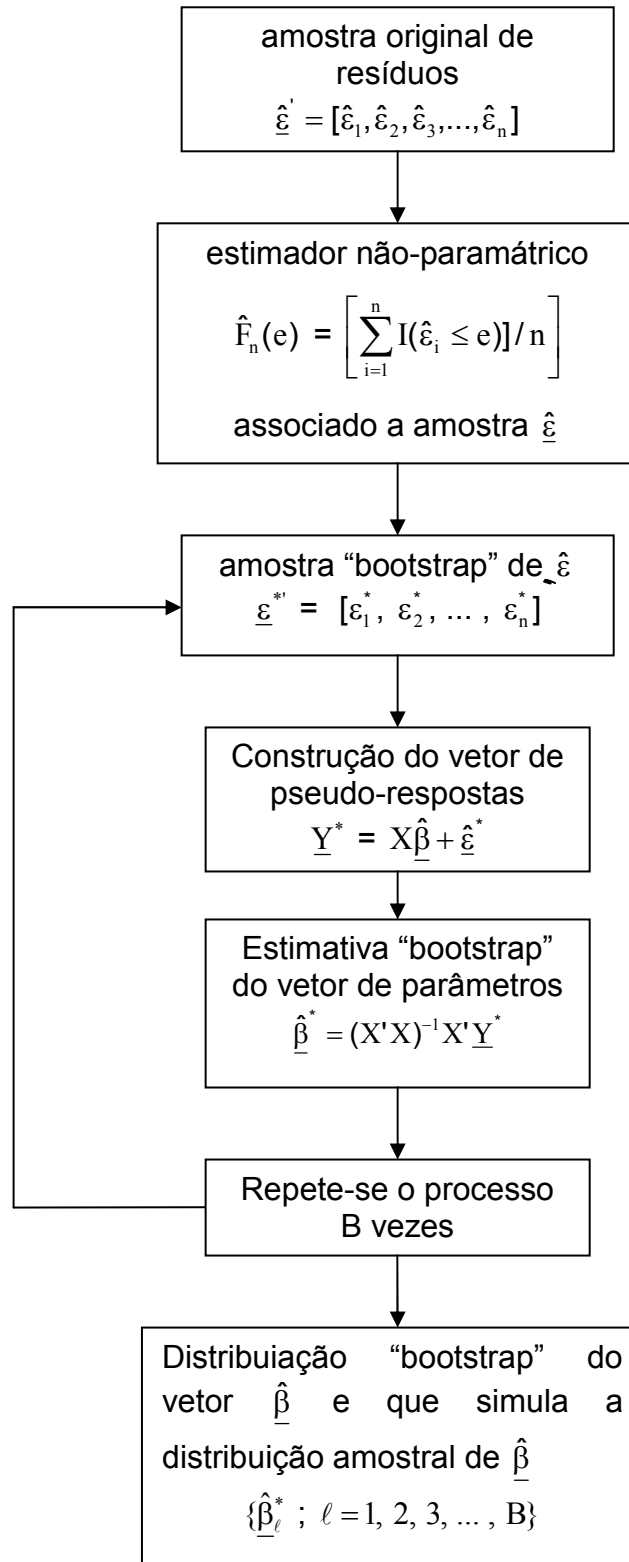 amostra original de
resíduos
ε̲̂' = [ε̂₁,ε̂₂,ε̂₃,...,ε̂ₙ]
estimador não-paramátrico
F̂ₙ(e) = [∑ᵢ₌₁ⁿ I(ε̂ᵢ ≤ e)]/ n]
associado a amostra ε̲̂
amostra “bootstrap” de ε̂
ε̲*' = [ε₁*, ε₂*, ... , εₙ*]
Construção do vetor de
pseudo-respostas
Y̲* = Xβ̲̂ + ε̲̂*
Estimativa “bootstrap”
do vetor de parâmetros
β̲̂* = (X'X)⁻¹X'Y̲*
Repete-se o processo
B vezes
Distribuiação “bootstrap” do
vetor β̲̂ e que simula a
distribuição amostral de β̲̂
{β̲̂ₗ* ; ℓ = 1, 2, 3, ... , B}